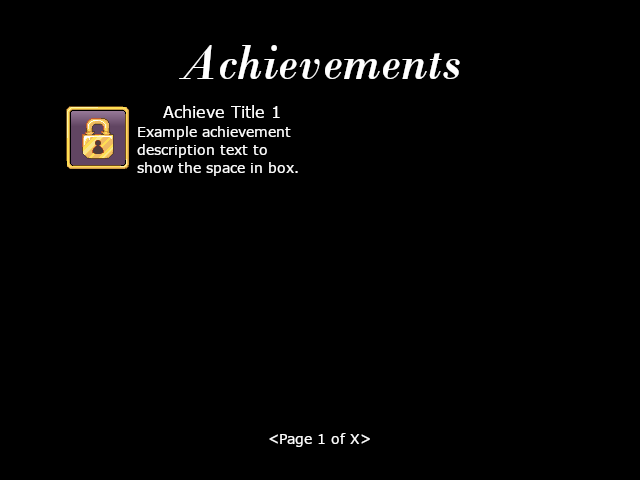 Achievements
Achieve Title 1
Example achievement
description text to
show the space in box.
<Page 1 of X>